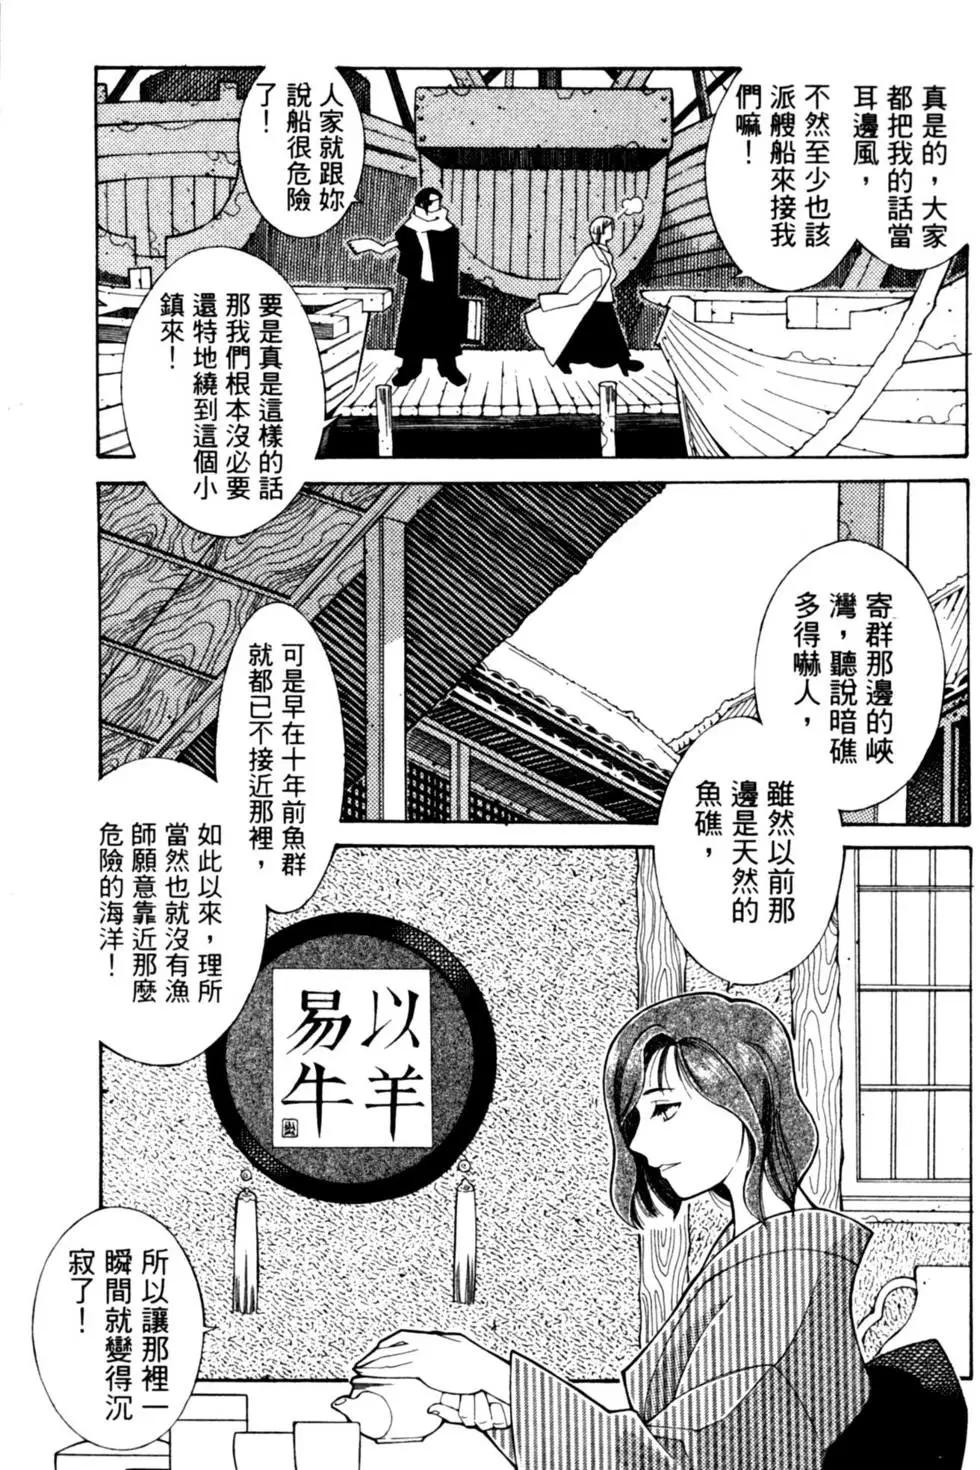 真是的，大家
都把我的話當
耳邊風，
不然至少也該
派艘船來接我
們嘛！
人家就跟妳
說船很危險
了！
要是真是這樣的話
那我們根本沒必要
還特地繞到這個小
鎮來！
寄群那邊的峽
灣，聽說暗礁
多得嚇人，
雖然以前那
邊是天然的
魚礁，
可是早在十年前魚群
就都已不接近那裡，
如此以來，理所
當然也就沒有漁
師願意靠近那麼
危險的海洋！
以羊
易牛
所以讓那裡一
瞬間就變得沉
寂了！